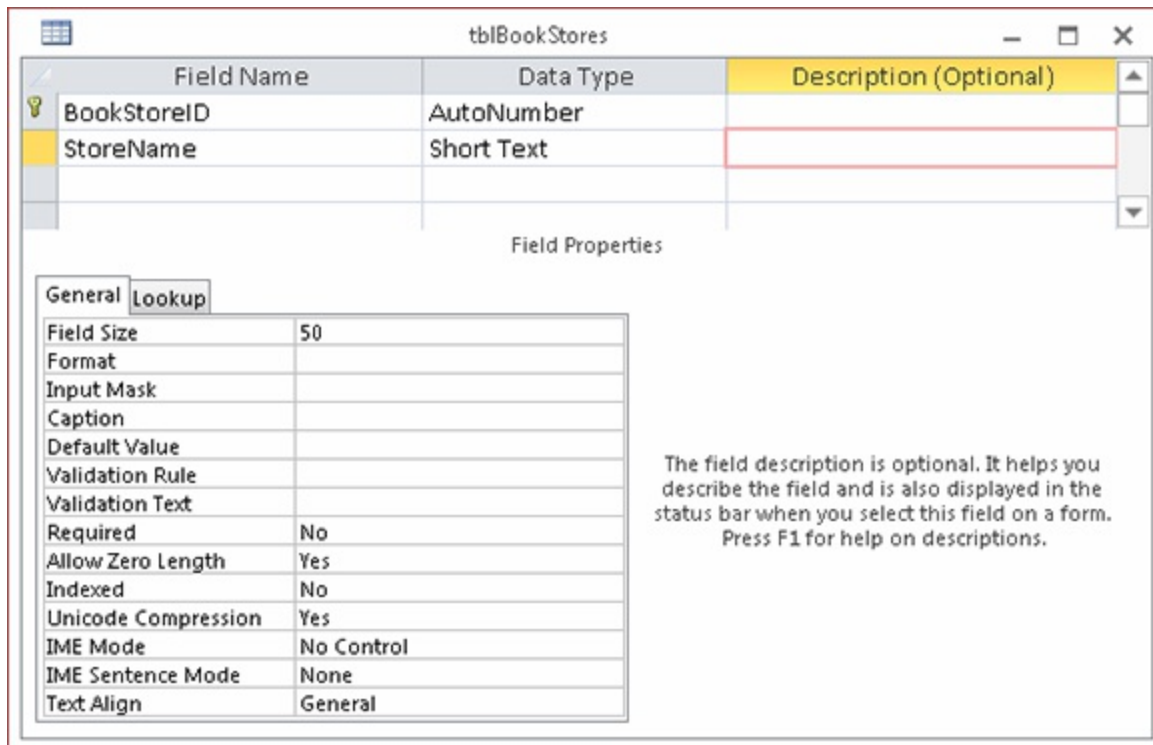 tblBookStores
Field Name Data Type Description (Optional)
BookStoreID AutoNumber
StoreName Short Text
Field Properties
General Lookup
Field Size 50
Format
Input Mask
Caption
Default Value
Validation Rule
Validation Text
Required No
Allow Zero Length Yes
Indexed No
Unicode Compression Yes
IME Mode No Control
IME Sentence Mode None
Text Align General
The field description is optional. It helps you
describe the field and is also displayed in the
status bar when you select this field on a form.
Press F1 for help on descriptions.